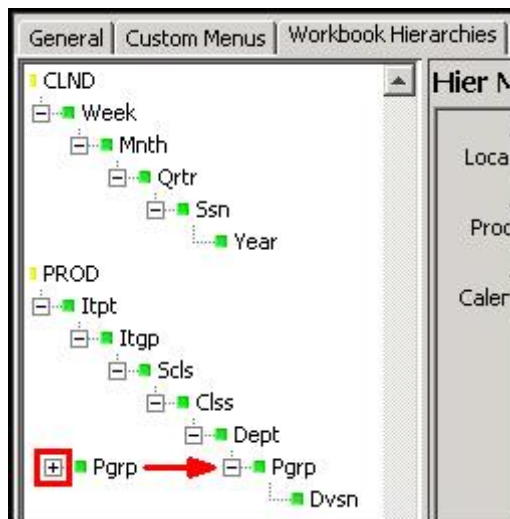 General Custom Menus Workbook Hierarchies
CLND
Hier
Week
Mnth
Loca
Qrtr
Ssn
Prod
Year
PROD
Calen
Itpt
Itgp
Scls
Clss
Dept
Pgrp Pgrp
Dvsn